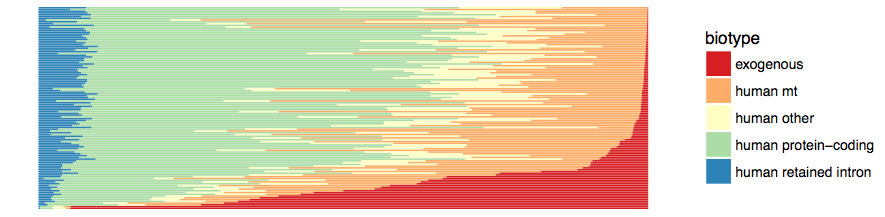 biotype
exogenous
human mt
human other
human protein−coding
human retained intron